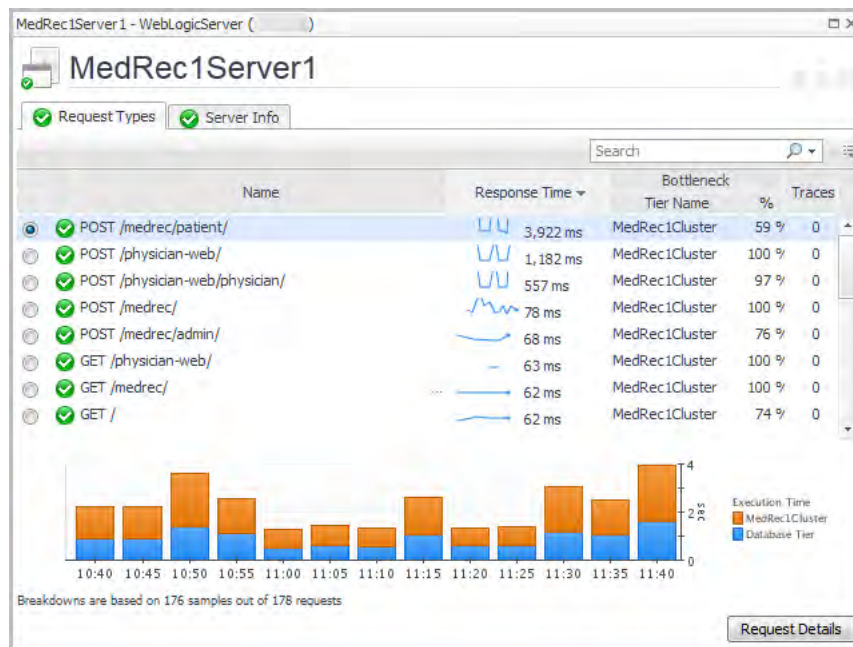 MedRec1Server1 - WebLogicServer ( )
MedRec1Server1
Request Types Server Info
Search
Name Response Time Bottleneck Tier Name % Traces
POST /medrec/patient/ 3,922 ms MedRec1Cluster 59 % 0
POST /physician-web/ 1,182 ms MedRec1Cluster 100 % 0
POST /physician-web/physician/ 557 ms MedRec1Cluster 97 % 0
POST /medrec/ 78 ms MedRec1Cluster 100 % 0
POST /medrec/admin/ 68 ms MedRec1Cluster 76 % 0
GET /physician-web/ 63 ms MedRec1Cluster 100 % 0
GET /medrec/ ... 62 ms MedRec1Cluster 100 % 0
GET / 62 ms MedRec1Cluster 74 % 0
4
2
0
sec
Execution Time
MedRec1Cluster
Database Tier
10:40 10:45 10:50 10:55 11:00 11:05 11:10 11:15 11:20 11:25 11:30 11:35 11:40
Breakdowns are based on 176 samples out of 178 requests
Request Details